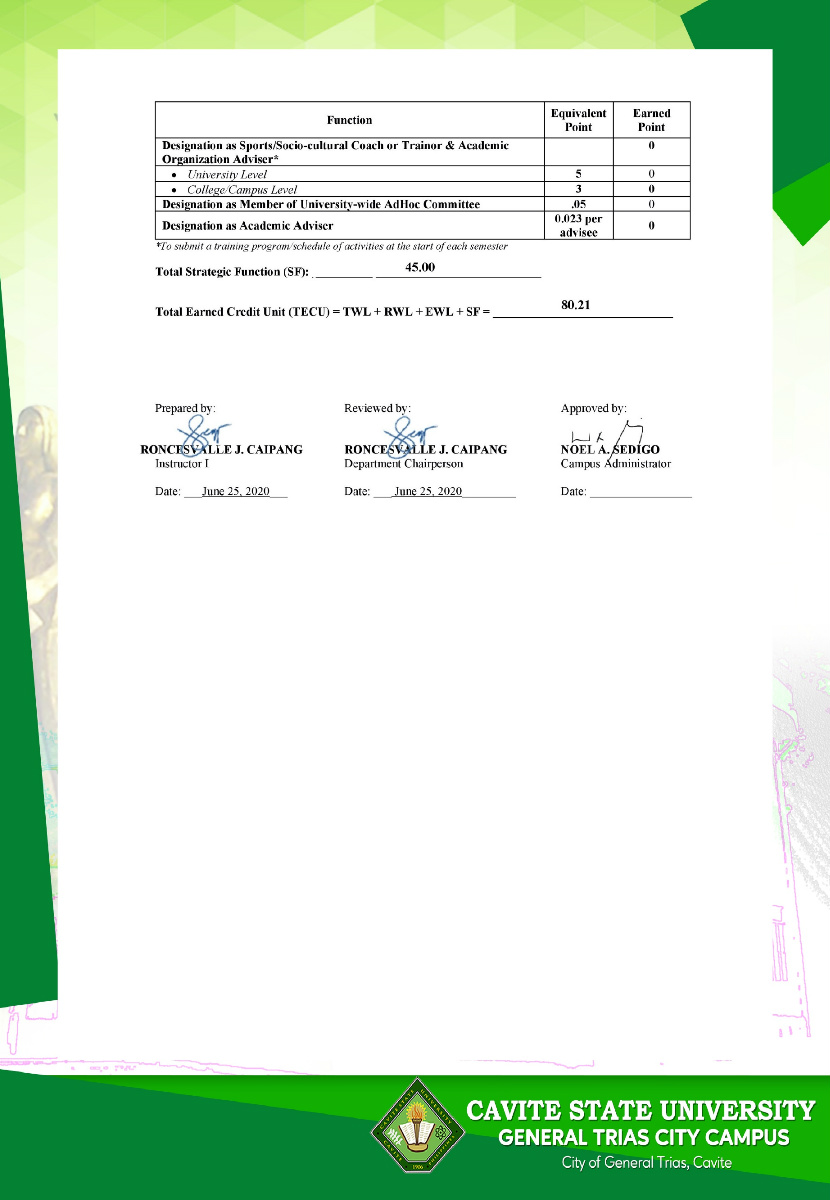 Function Equivalent Point Earned Point
Designation as Sports/Socio-cultural Coach or Trainor & Academic Organization Adviser* 0
• University Level 5 0
• College/Campus Level 3 0
Designation as Member of University-wide AdHoc Committee .05 0
Designation as Academic Adviser 0.023 per advisee 0
*To submit a training program/schedule of activities at the start of each semester
Total Strategic Function (SF): 45.00
Total Earned Credit Unit (TECU) = TWL + RWL + EWL + SF = 80.21
Prepared by: Reviewed by: Approved by:
RONCESVALLE J. CAIPANG RONCESVALLE J. CAIPANG NOEL A. SEDIGO
Instructor I Department Chairperson Campus Administrator
Date: June 25, 2020 Date: June 25, 2020 Date:
CAVITE STATE UNIVERSITY
GENERAL TRIAS CITY CAMPUS
City of General Trias, Cavite
1906